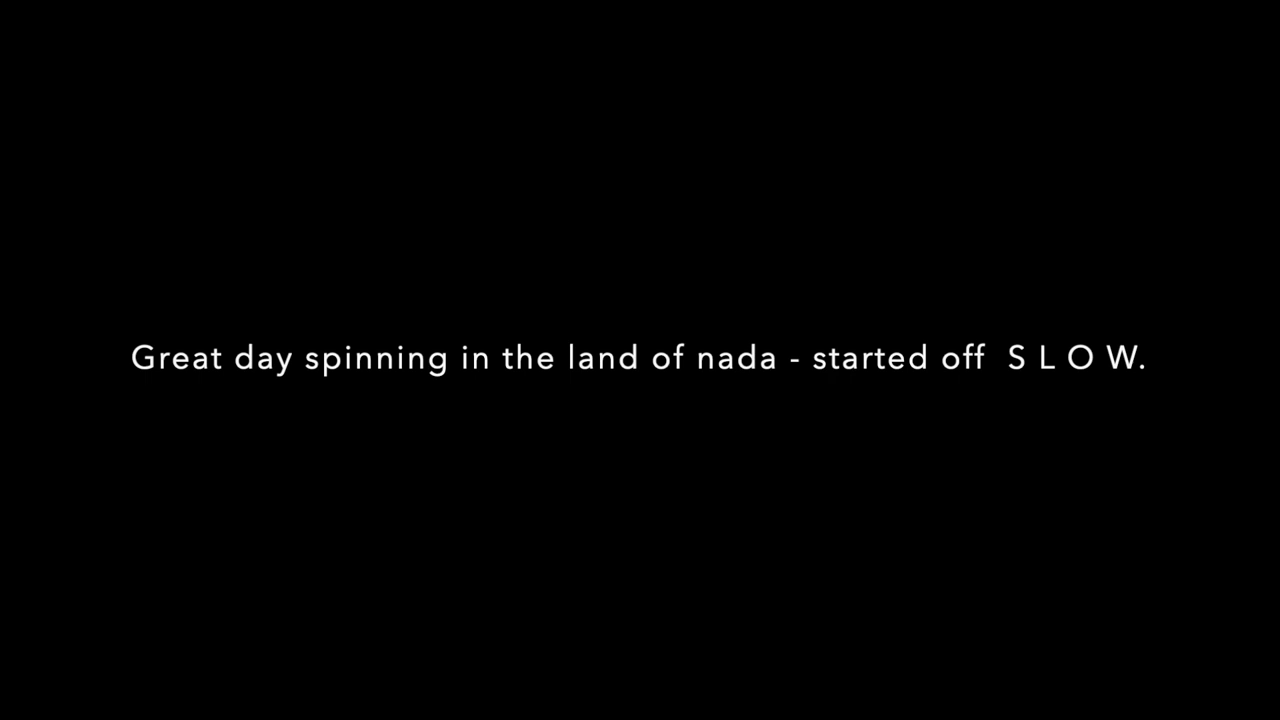 Great day spinning in the land of nada - started off  S L O W.